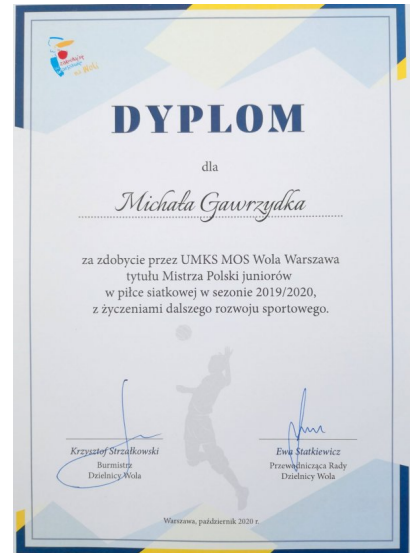 DYPLOM
dla
Michała Gawrzydka
za zdobycie przez UMKS MOS Wola Warszawa
tytułu Mistrza Polski juniorów
w piłce siatkowej w sezonie 2019/2020,
z życzeniami dalszego rozwoju sportowego.
Krzysztof Strzałkowski
Burmistrz
Dzielnicy Wola
Ewa Statkiewicz
Przewodnicząca Rady
Dzielnicy Wola
Warszawa, październik 2020 r.